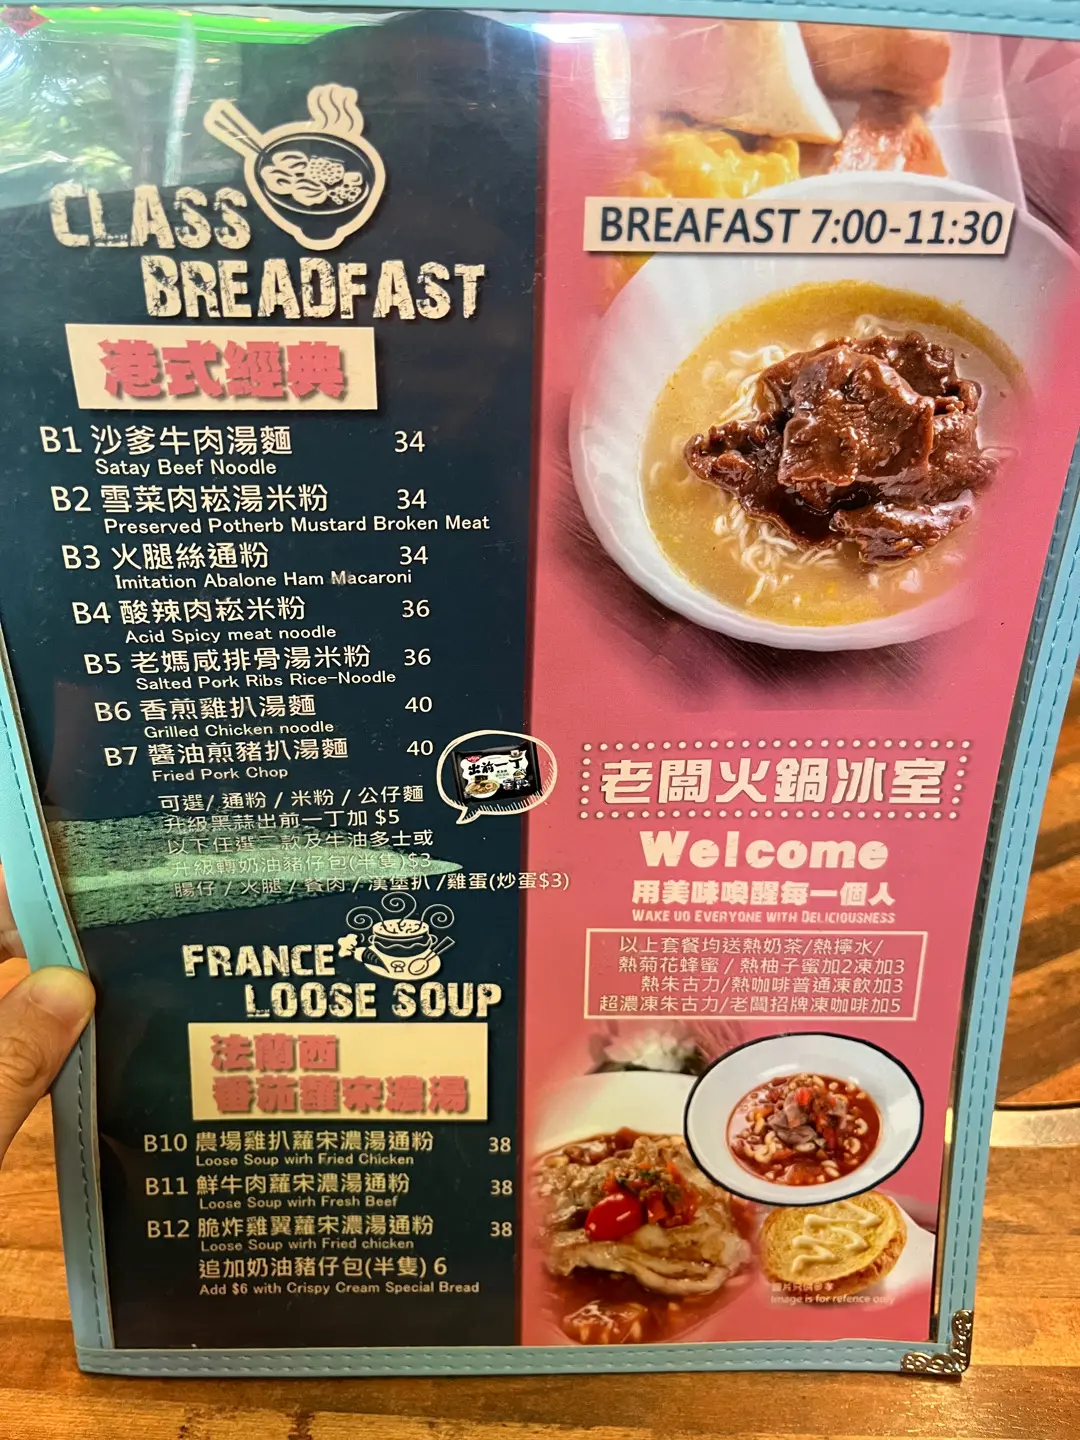 CLASS
BREADFAST
港式經典
B1 沙爹牛肉湯麵 34
Satay Beef Noodle
B2 雪菜肉崧湯米粉 34
Preserved Potherb Mustard Broken Meat
B3 火腿絲通粉 34
Imitation Abalone Ham Macaroni
B4 酸辣肉崧米粉 36
Acid Spicy meat noodle
B5 老媽咸排骨湯米粉 36
Salted Pork Ribs Rice-Noodle
B6 香煎雞扒湯麵 40
Grilled Chicken noodle
B7 醬油煎豬扒湯麵 40
Fried Pork Chop
出前一丁
可選/ 通粉 / 米粉 / 公仔麵
升級黑蒜出前一丁加 $5
以下任選二款及牛油多士或
升級轉奶油豬仔包(半隻)$3
腸仔 / 火腿 / 餐肉 / 漢堡扒 /雞蛋(炒蛋$3)
FRANCE
LOOSE SOUP
法蘭西
番茄蘿宋濃湯
B10 農場雞扒蘿宋濃湯通粉 38
Loose Soup wirh Fried Chicken
B11 鮮牛肉蘿宋濃湯通粉 38
Loose Soup wirh Fresh Beef
B12 脆炸雞翼蘿宋濃湯通粉 38
Loose Soup wirh Fried chicken
追加奶油豬仔包(半隻) 6
Add $6 with Crispy Cream Special Bread
BREAFAST 7:00-11:30
老闆火鍋冰室
Welcome
用美味喚醒每一個人
WAKE UO EVERYONE WITH DELICIOUSNESS
以上套餐均送熱奶茶/熱檸水/
熱菊花蜂蜜 / 熱柚子蜜加2凍加3
熱朱古力/熱咖啡普通凍飲加3
超濃凍朱古力/老闆招牌凍咖啡加5
圖片只供參考
Image is for refence only